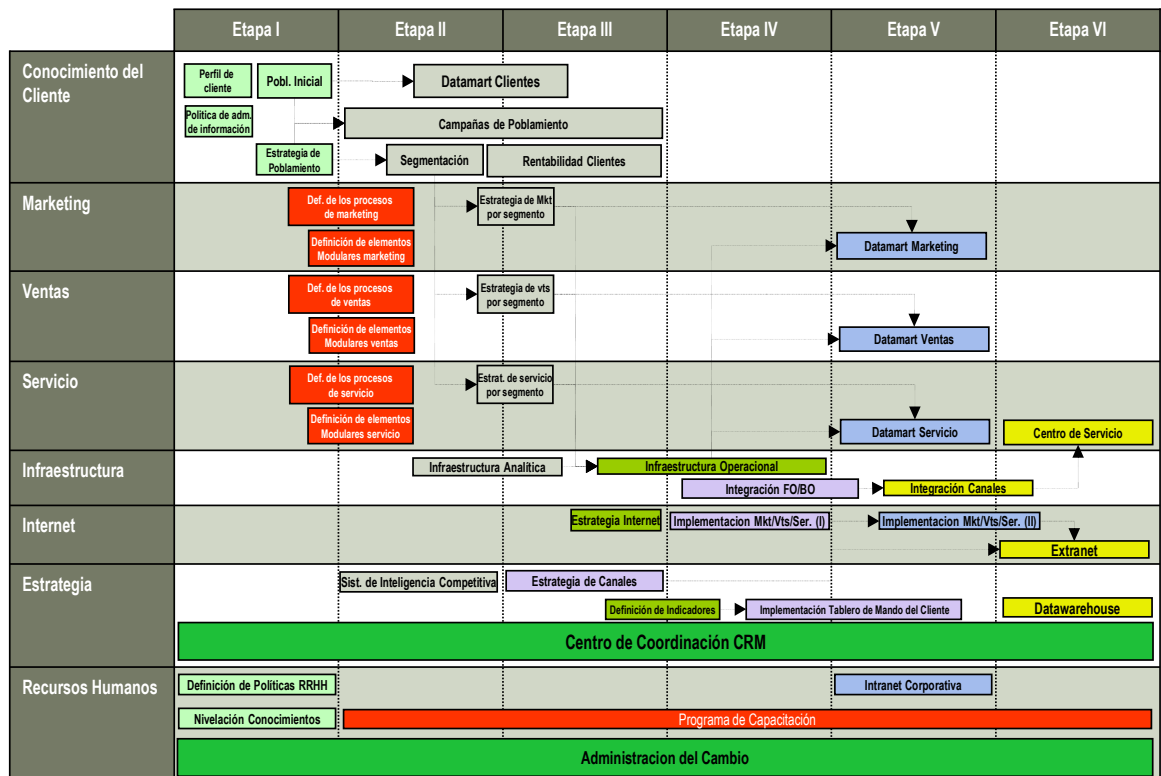 Etapa I
Etapa II
Etapa III
Etapa IV
Etapa V
Etapa VI
Conocimiento del
Cliente
Perfil de
cliente
Pobl. Inicial
Datamart Clientes
Politica de adm.
de información
Campañas de Poblamiento
Estrategia de
Poblamiento
Segmentación
Rentabilidad Clientes
Marketing
Def. de los procesos
de marketing
Estrategia de Mkt
por segmento
Definición de elementos
Modulares marketing
Datamart Marketing
Ventas
Def. de los procesos
de ventas
Estrategia de vts
por segmento
Definición de elementos
Modulares ventas
Datamart Ventas
Servicio
Def. de los procesos
de servicio
Estrat. de servicio
por segmento
Definición de elementos
Modulares servicio
Datamart Servicio
Centro de Servicio
Infraestructura
Infraestructura Analítica
Infraestructura Operacional
Integración FO/BO
Integración Canales
Internet
Estrategia Internet
Implementacion Mkt/Vts/Ser. (I)
Implementacion Mkt/Vts/Ser. (II)
Extranet
Estrategia
Sist. de Inteligencia Competitiva
Estrategia de Canales
Definición de Indicadores
Implementación Tablero de Mando del Cliente
Datawarehouse
Centro de Coordinación CRM
Recursos Humanos
Definición de Políticas RRHH
Intranet Corporativa
Nivelación Conocimientos
Programa de Capacitación
Administracion del Cambio